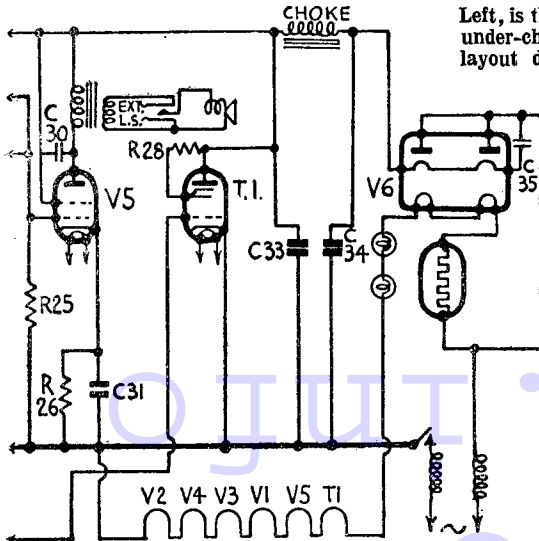 CHOKE
Left, is t
under-ch
layout d
EXT.
L.S.
C
30
R28
V5
T.I.
V6
C
35
C33
C
34
R25
R
26
C31
ojui
V2 V4 V3 V1 V5 T1